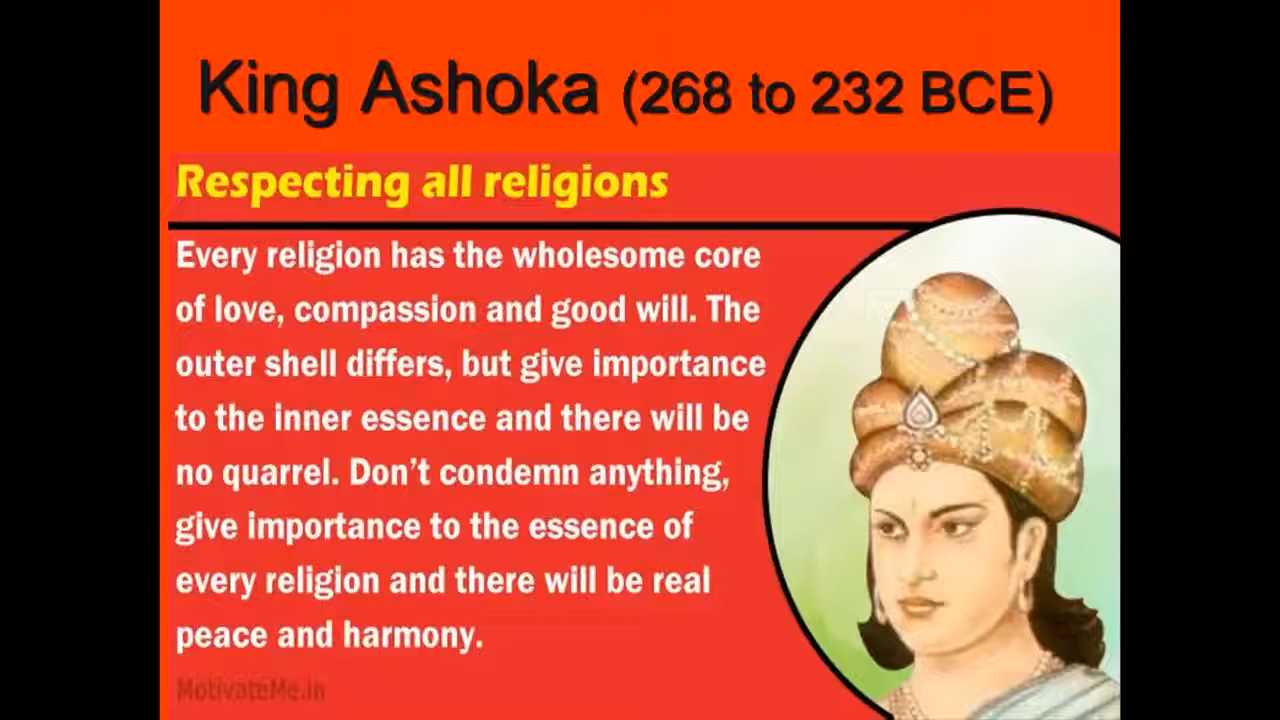 King Ashoka (268 to 232 BCE)
Respecting all religions
Every religion has the wholesome core
of love, compassion and good will. The
outer shell differs, but give importance
to the inner essence and there will be
no quarrel. Don't condemn anything,
give importance to the essence of
every religion and there will be real
peace and harmony.
MotivateMe.in